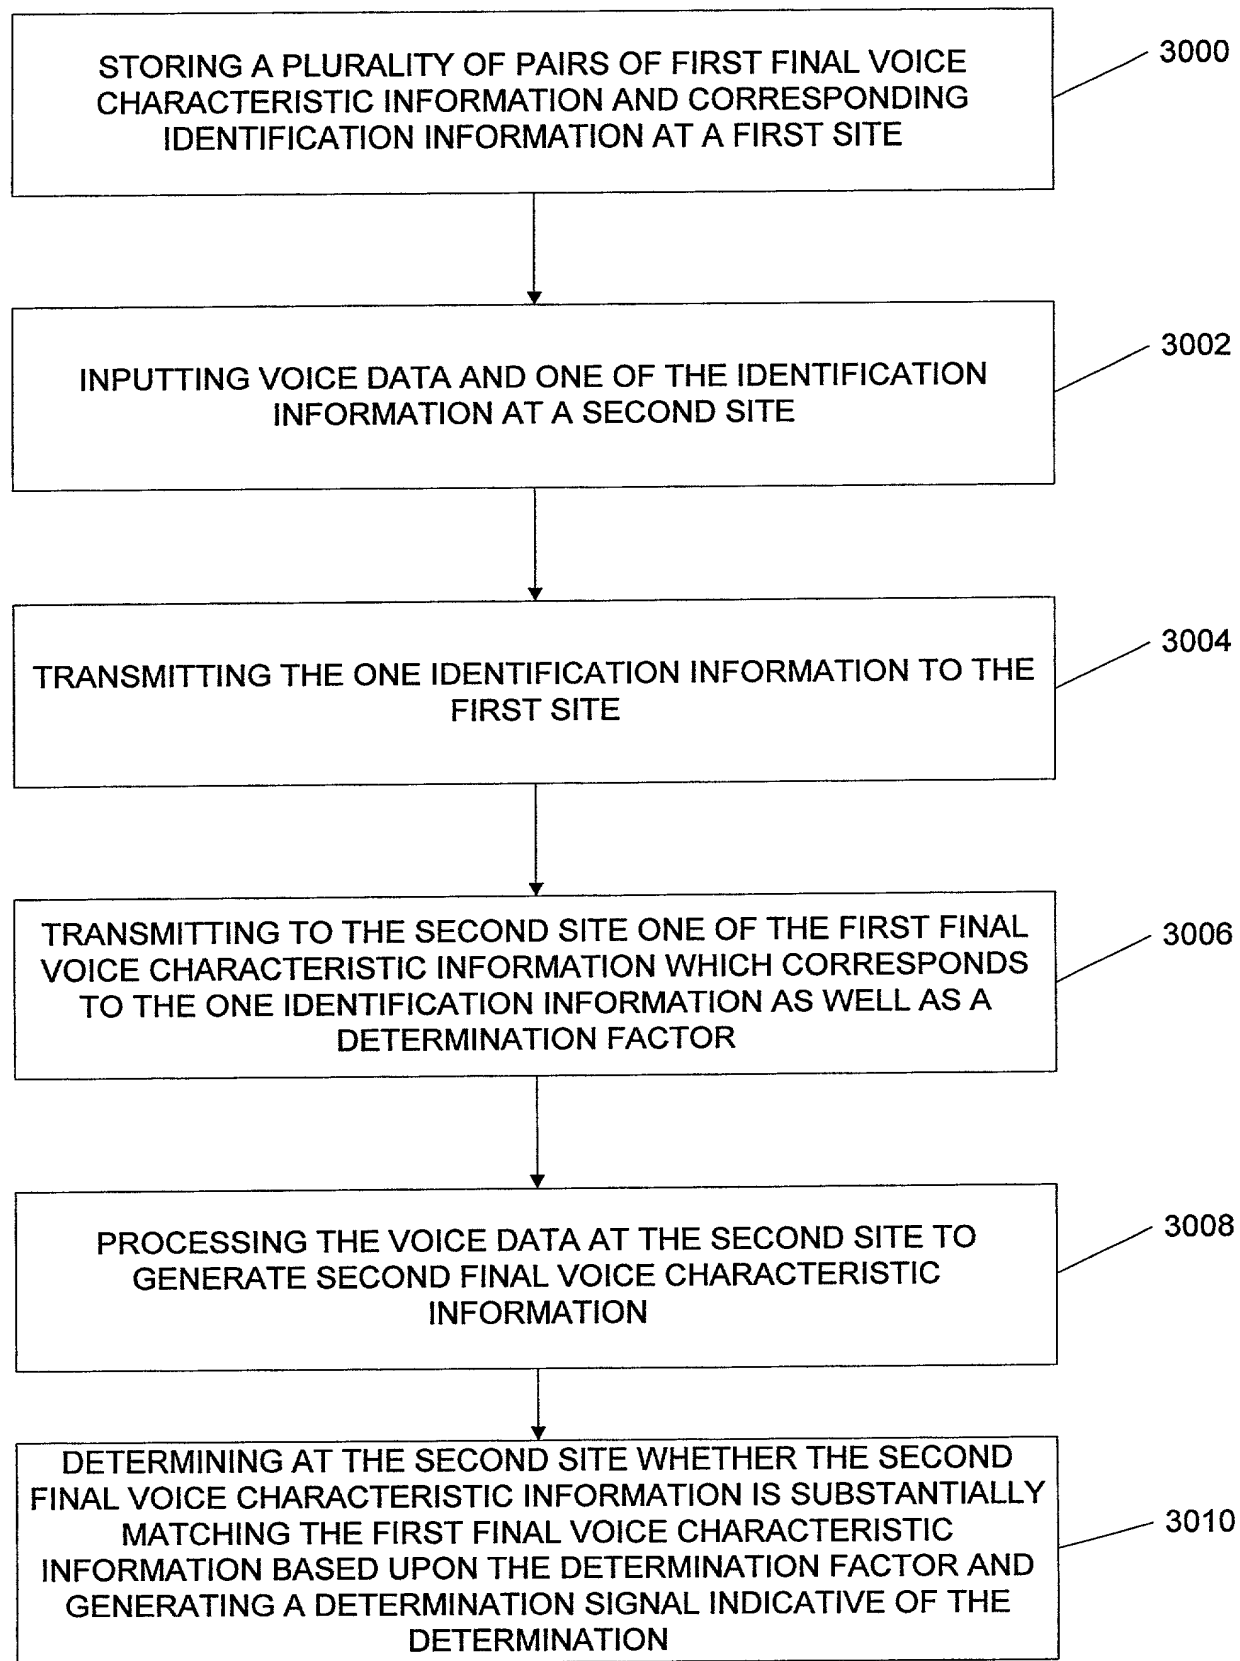 STORING A PLURALITY OF PAIRS OF FIRST FINAL VOICE
CHARACTERISTIC INFORMATION AND CORRESPONDING
IDENTIFICATION INFORMATION AT A FIRST SITE
3000
INPUTTING VOICE DATA AND ONE OF THE IDENTIFICATION
INFORMATION AT A SECOND SITE
3002
TRANSMITTING THE ONE IDENTIFICATION INFORMATION TO THE
FIRST SITE
3004
TRANSMITTING TO THE SECOND SITE ONE OF THE FIRST FINAL
VOICE CHARACTERISTIC INFORMATION WHICH CORRESPONDS
TO THE ONE IDENTIFICATION INFORMATION AS WELL AS A
DETERMINATION FACTOR
3006
PROCESSING THE VOICE DATA AT THE SECOND SITE TO
GENERATE SECOND FINAL VOICE CHARACTERISTIC
INFORMATION
3008
DETERMINING AT THE SECOND SITE WHETHER THE SECOND
FINAL VOICE CHARACTERISTIC INFORMATION IS SUBSTANTIALLY
MATCHING THE FIRST FINAL VOICE CHARACTERISTIC
INFORMATION BASED UPON THE DETERMINATION FACTOR AND
GENERATING A DETERMINATION SIGNAL INDICATIVE OF THE
DETERMINATION
3010